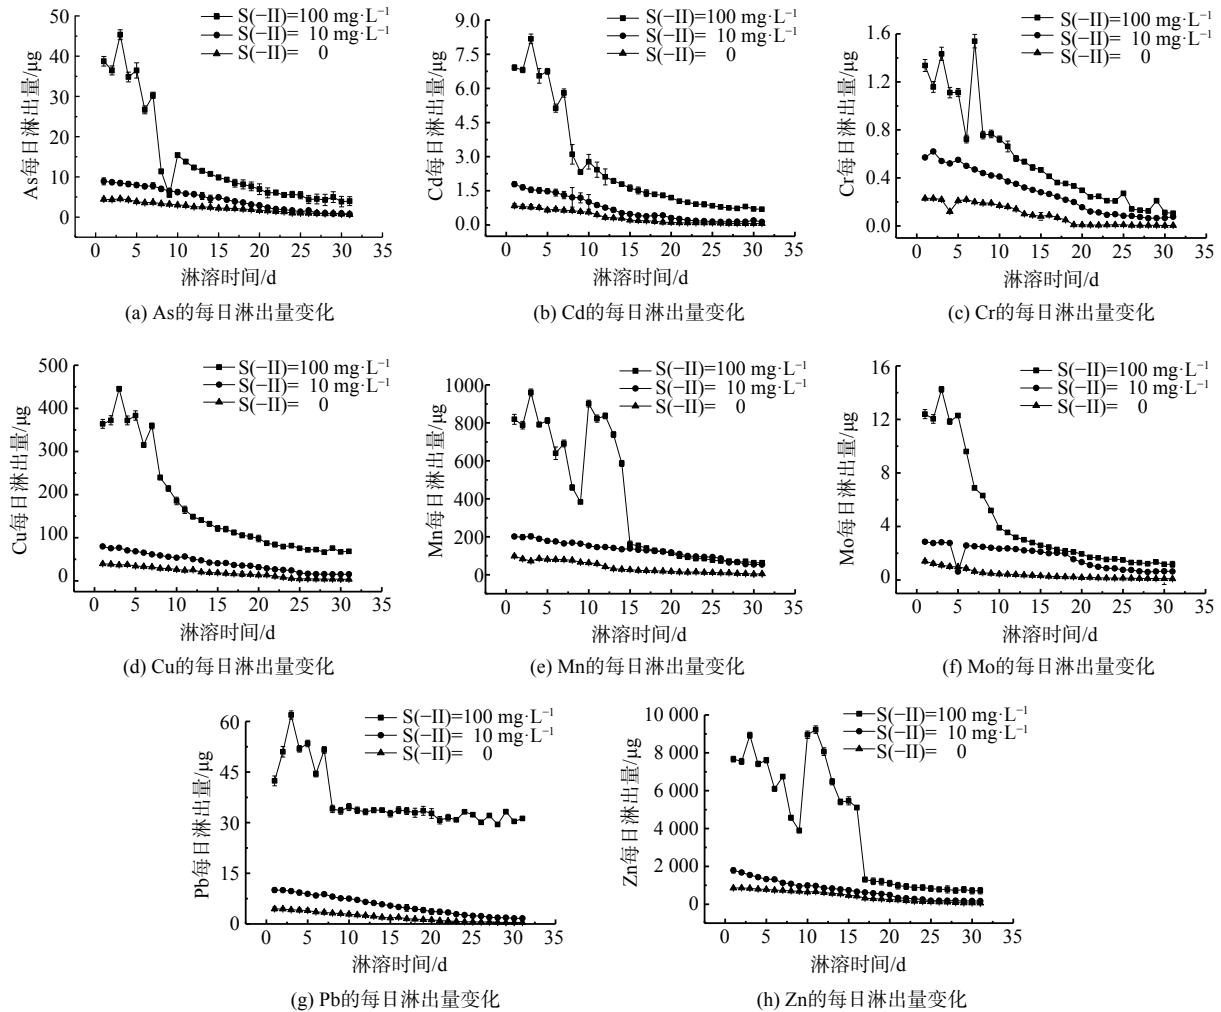 S(−II)=100 mg·L⁻¹
S(−II)= 10 mg·L⁻¹
S(−II)= 0
As每日淋出量/μg
50
40
30
20
10
0
0 5 10 15 20 25 30 35
淋溶时间/d
(a) As的每日淋出量变化
S(−II)=100 mg·L⁻¹
S(−II)= 10 mg·L⁻¹
S(−II)= 0
Cd每日淋出量/μg
9.0
7.5
6.0
4.5
3.0
1.5
0.0
0 5 10 15 20 25 30 35
淋溶时间/d
(b) Cd的每日淋出量变化
S(−II)=100 mg·L⁻¹
S(−II)= 10 mg·L⁻¹
S(−II)= 0
Cr每日淋出量/μg
1.6
1.2
0.8
0.4
0.0
0 5 10 15 20 25 30 35
淋溶时间/d
(c) Cr的每日淋出量变化
S(−II)=100 mg·L⁻¹
S(−II)= 10 mg·L⁻¹
S(−II)= 0
Cu每日淋出量/μg
500
400
300
200
100
0
0 5 10 15 20 25 30 35
淋溶时间/d
(d) Cu的每日淋出量变化
S(−II)=100 mg·L⁻¹
S(−II)= 10 mg·L⁻¹
S(−II)= 0
Mn每日淋出量/μg
1000
800
600
400
200
0
0 5 10 15 20 25 30 35
淋溶时间/d
(e) Mn的每日淋出量变化
S(−II)=100 mg·L⁻¹
S(−II)= 10 mg·L⁻¹
S(−II)= 0
Mo每日淋出量/μg
16
12
8
4
0
0 5 10 15 20 25 30 35
淋溶时间/d
(f) Mo的每日淋出量变化
S(−II)=100 mg·L⁻¹
S(−II)= 10 mg·L⁻¹
S(−II)= 0
Pb每日淋出量/μg
60
45
30
15
0
0 5 10 15 20 25 30 35
淋溶时间/d
(g) Pb的每日淋出量变化
S(−II)=100 mg·L⁻¹
S(−II)= 10 mg·L⁻¹
S(−II)= 0
Zn每日淋出量/μg
10 000
8 000
6 000
4 000
2 000
0
0 5 10 15 20 25 30 35
淋溶时间/d
(h) Zn的每日淋出量变化